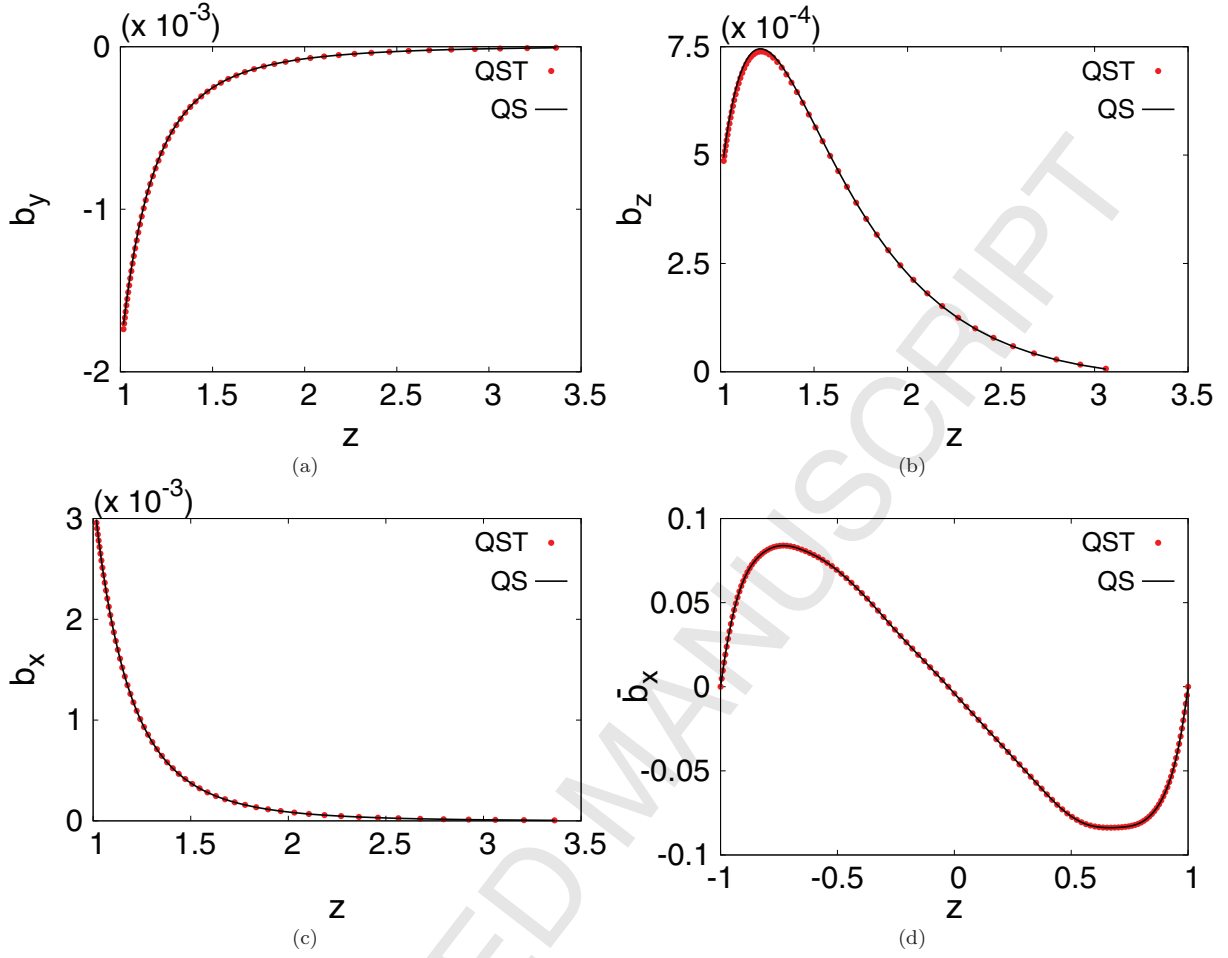 (x 10⁻³)
0
-1
-2
b_y
QST
QS
1 1.5 2 2.5 3 3.5
z
(a)
(x 10⁻⁴)
7.5
5
2.5
0
b_z
QST
QS
1 1.5 2 2.5 3 3.5
z
(b)
(x 10⁻³)
3
2
1
0
b_x
QST
QS
1 1.5 2 2.5 3 3.5
z
(c)
0.1
0.05
0
-0.05
-0.1
b̄_x
QST
QS
-1 -0.5 0 0.5 1
z
(d)
ED MANUSCRIPT